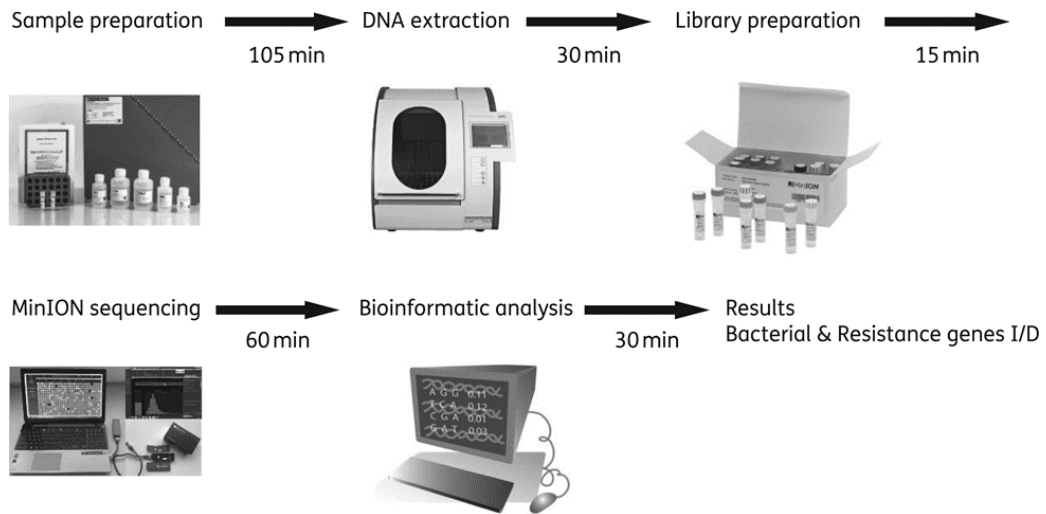 Sample preparation
DNA extraction
Library preparation
105 min
30 min
15 min
MinION
MinION sequencing
Bioinformatic analysis
Results
Bacterial & Resistance genes I/D
60 min
30 min
A G G 0.11
T C A 0.12
C G A 0.01
G A T 0.03